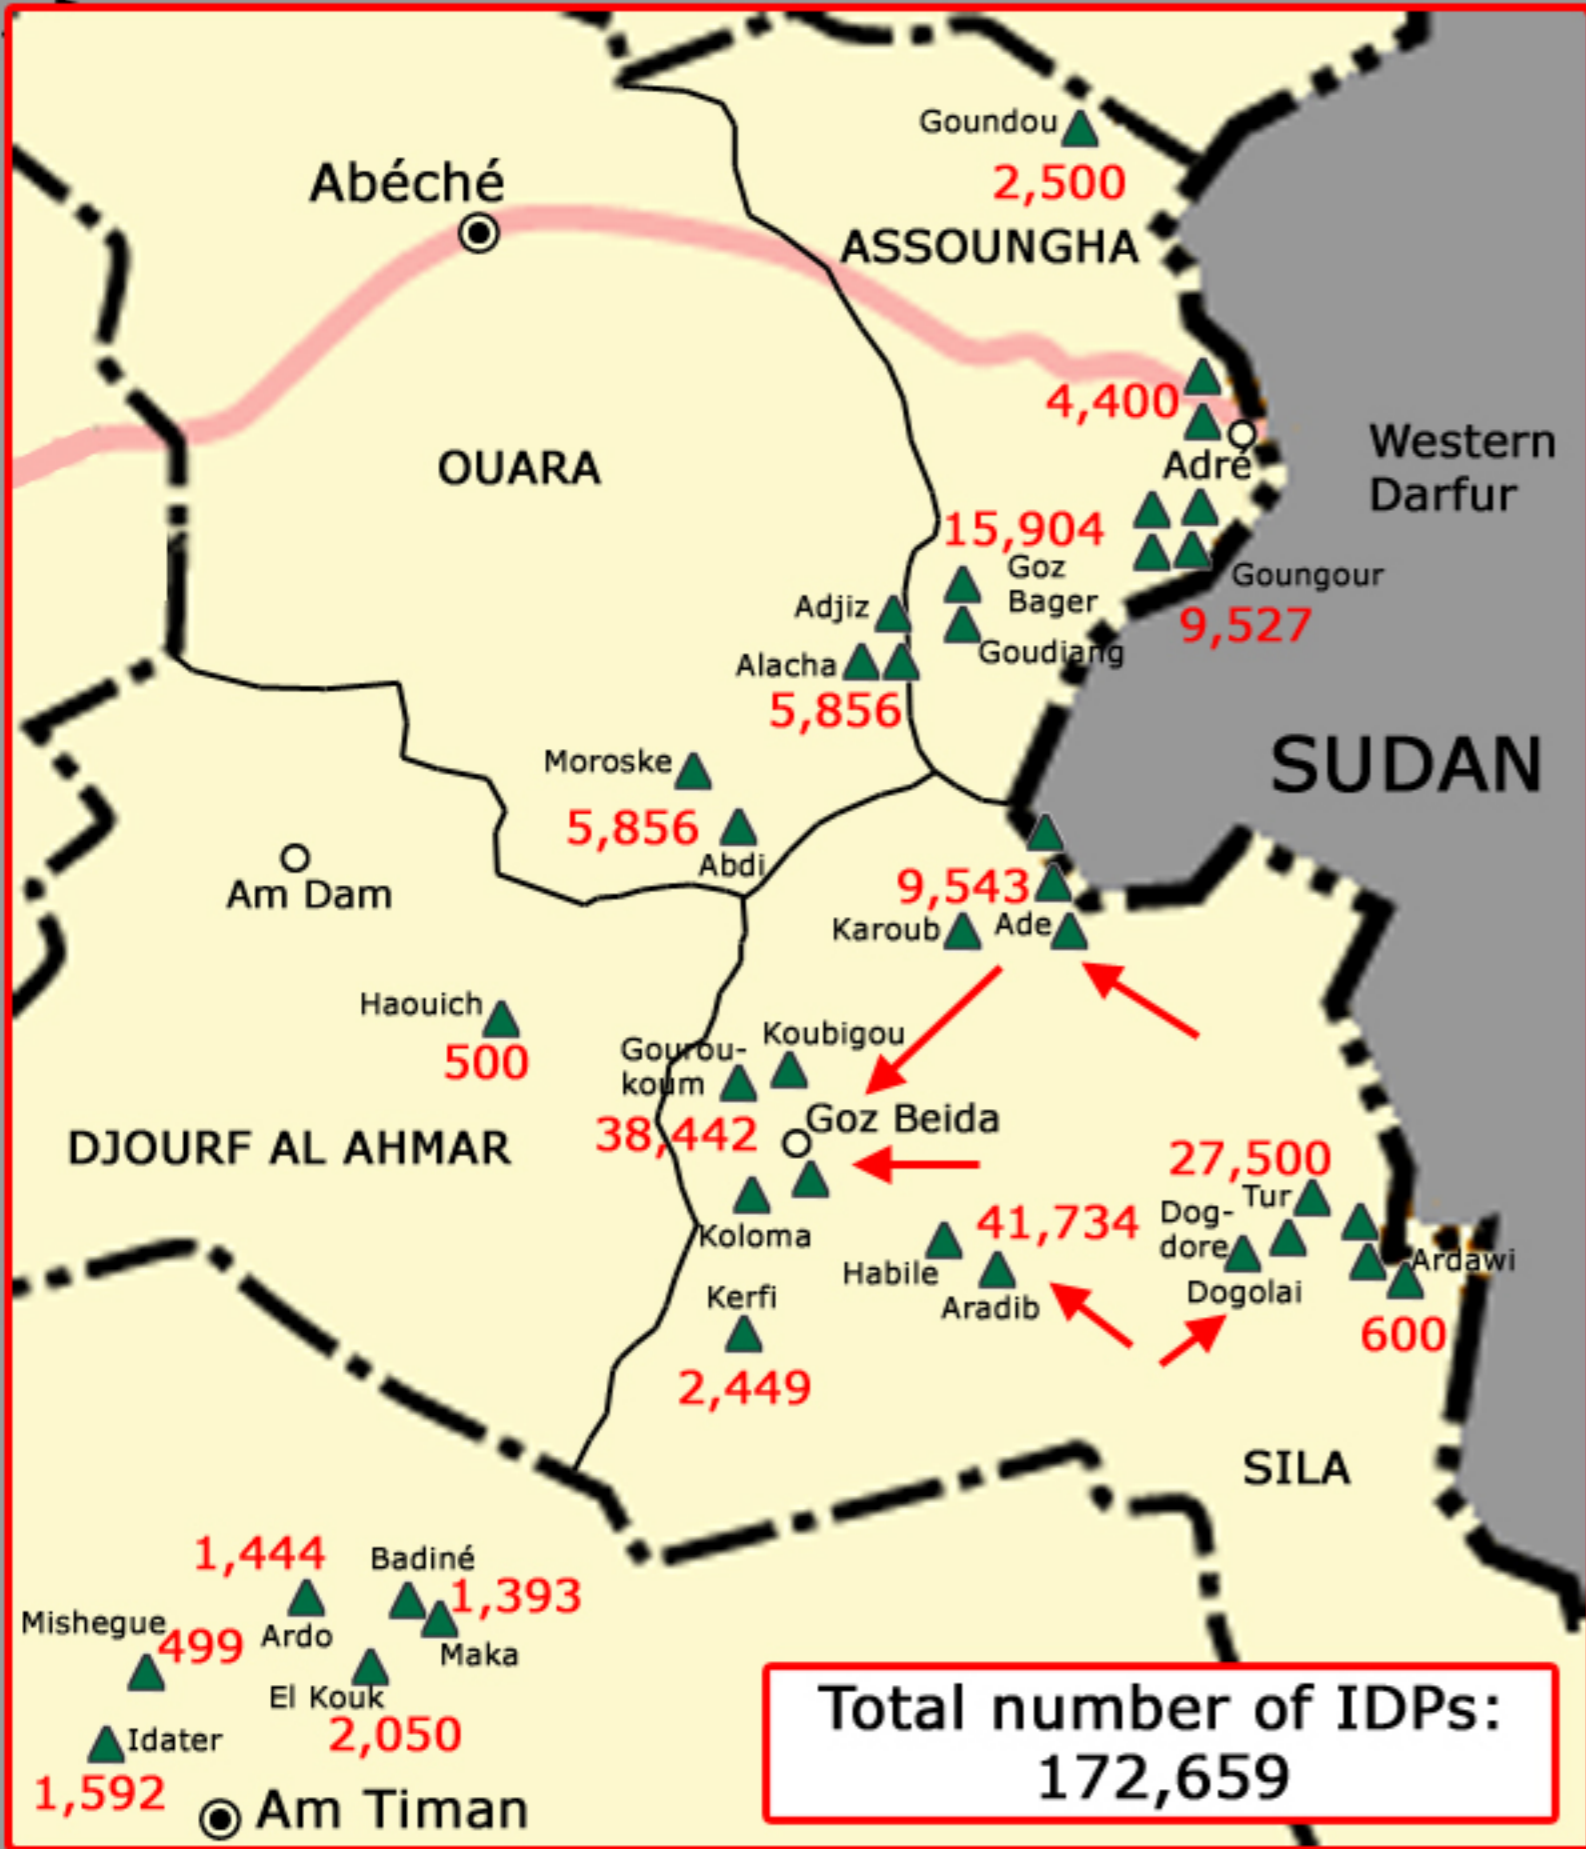 Goundou
2,500
Abéché
ASSOUNGHA
4,400
Adré
OUARA
Western
Darfur
15,904
Goz
Bager
Goungour
9,527
Adjiz
Goudiang
Alacha
5,856
SUDAN
Moroske
5,856
Abdi
Am Dam
9,543
Karoub
Ade
Haouich
500
Gourou-
koum
Koubigou
38,442
Goz Beida
DJOURF AL AHMAR
27,500
Tur
Dog-
dore
41,734
Koloma
Habile
Aradib
Dogolai
Ardawi
600
Kerfi
2,449
SILA
1,444
Badiné
1,393
Mishegue
499
Ardo
Maka
El Kouk
2,050
Idater
1,592
Am Timan
Total number of IDPs:
172,659